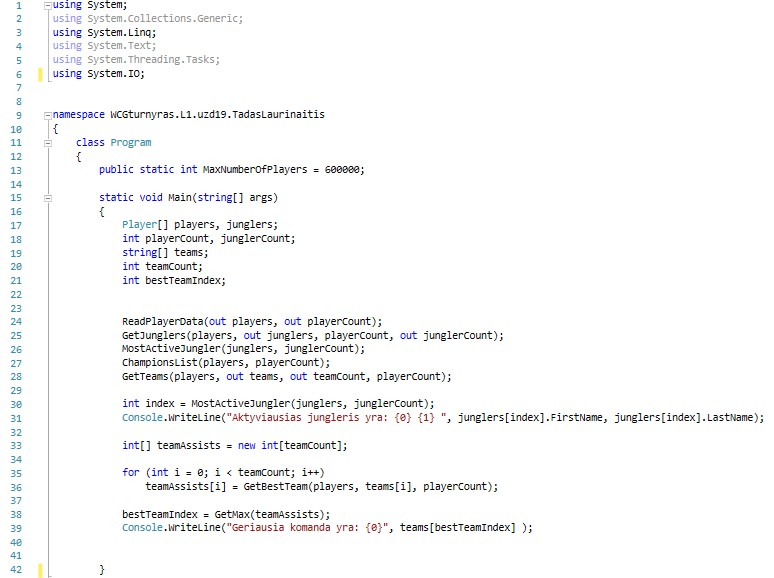 1 using System;
2 using System.Collections.Generic;
3 using System.Linq;
4 using System.Text;
5 using System.Threading.Tasks;
6 using System.IO;
7
8
9 namespace WCGturnyras.L1.uzd19.TadasLaurinaitis
10 {
11 class Program
12 {
13 public static int MaxNumberOfPlayers = 600000;
14
15 static void Main(string[] args)
16 {
17 Player[] players, junglers;
18 int playerCount, junglerCount;
19 string[] teams;
20 int teamCount;
21 int bestTeamIndex;
22
23
24 ReadPlayerData(out players, out playerCount);
25 GetJunglers(players, out junglers, playerCount, out junglerCount);
26 MostActiveJungler(junglers, junglerCount);
27 ChampionsList(players, playerCount);
28 GetTeams(players, out teams, out teamCount, playerCount);
29
30 int index = MostActiveJungler(junglers, junglerCount);
31 Console.WriteLine("Aktyviausias jungleris yra: {0} {1} ", junglers[index].FirstName, junglers[index].LastName);
32
33 int[] teamAssists = new int[teamCount];
34
35 for (int i = 0; i < teamCount; i++)
36 teamAssists[i] = GetBestTeam(players, teams[i], playerCount);
37
38 bestTeamIndex = GetMax(teamAssists);
39 Console.WriteLine("Geriausia komanda yra: {0}", teams[bestTeamIndex] );
40
41
42 }